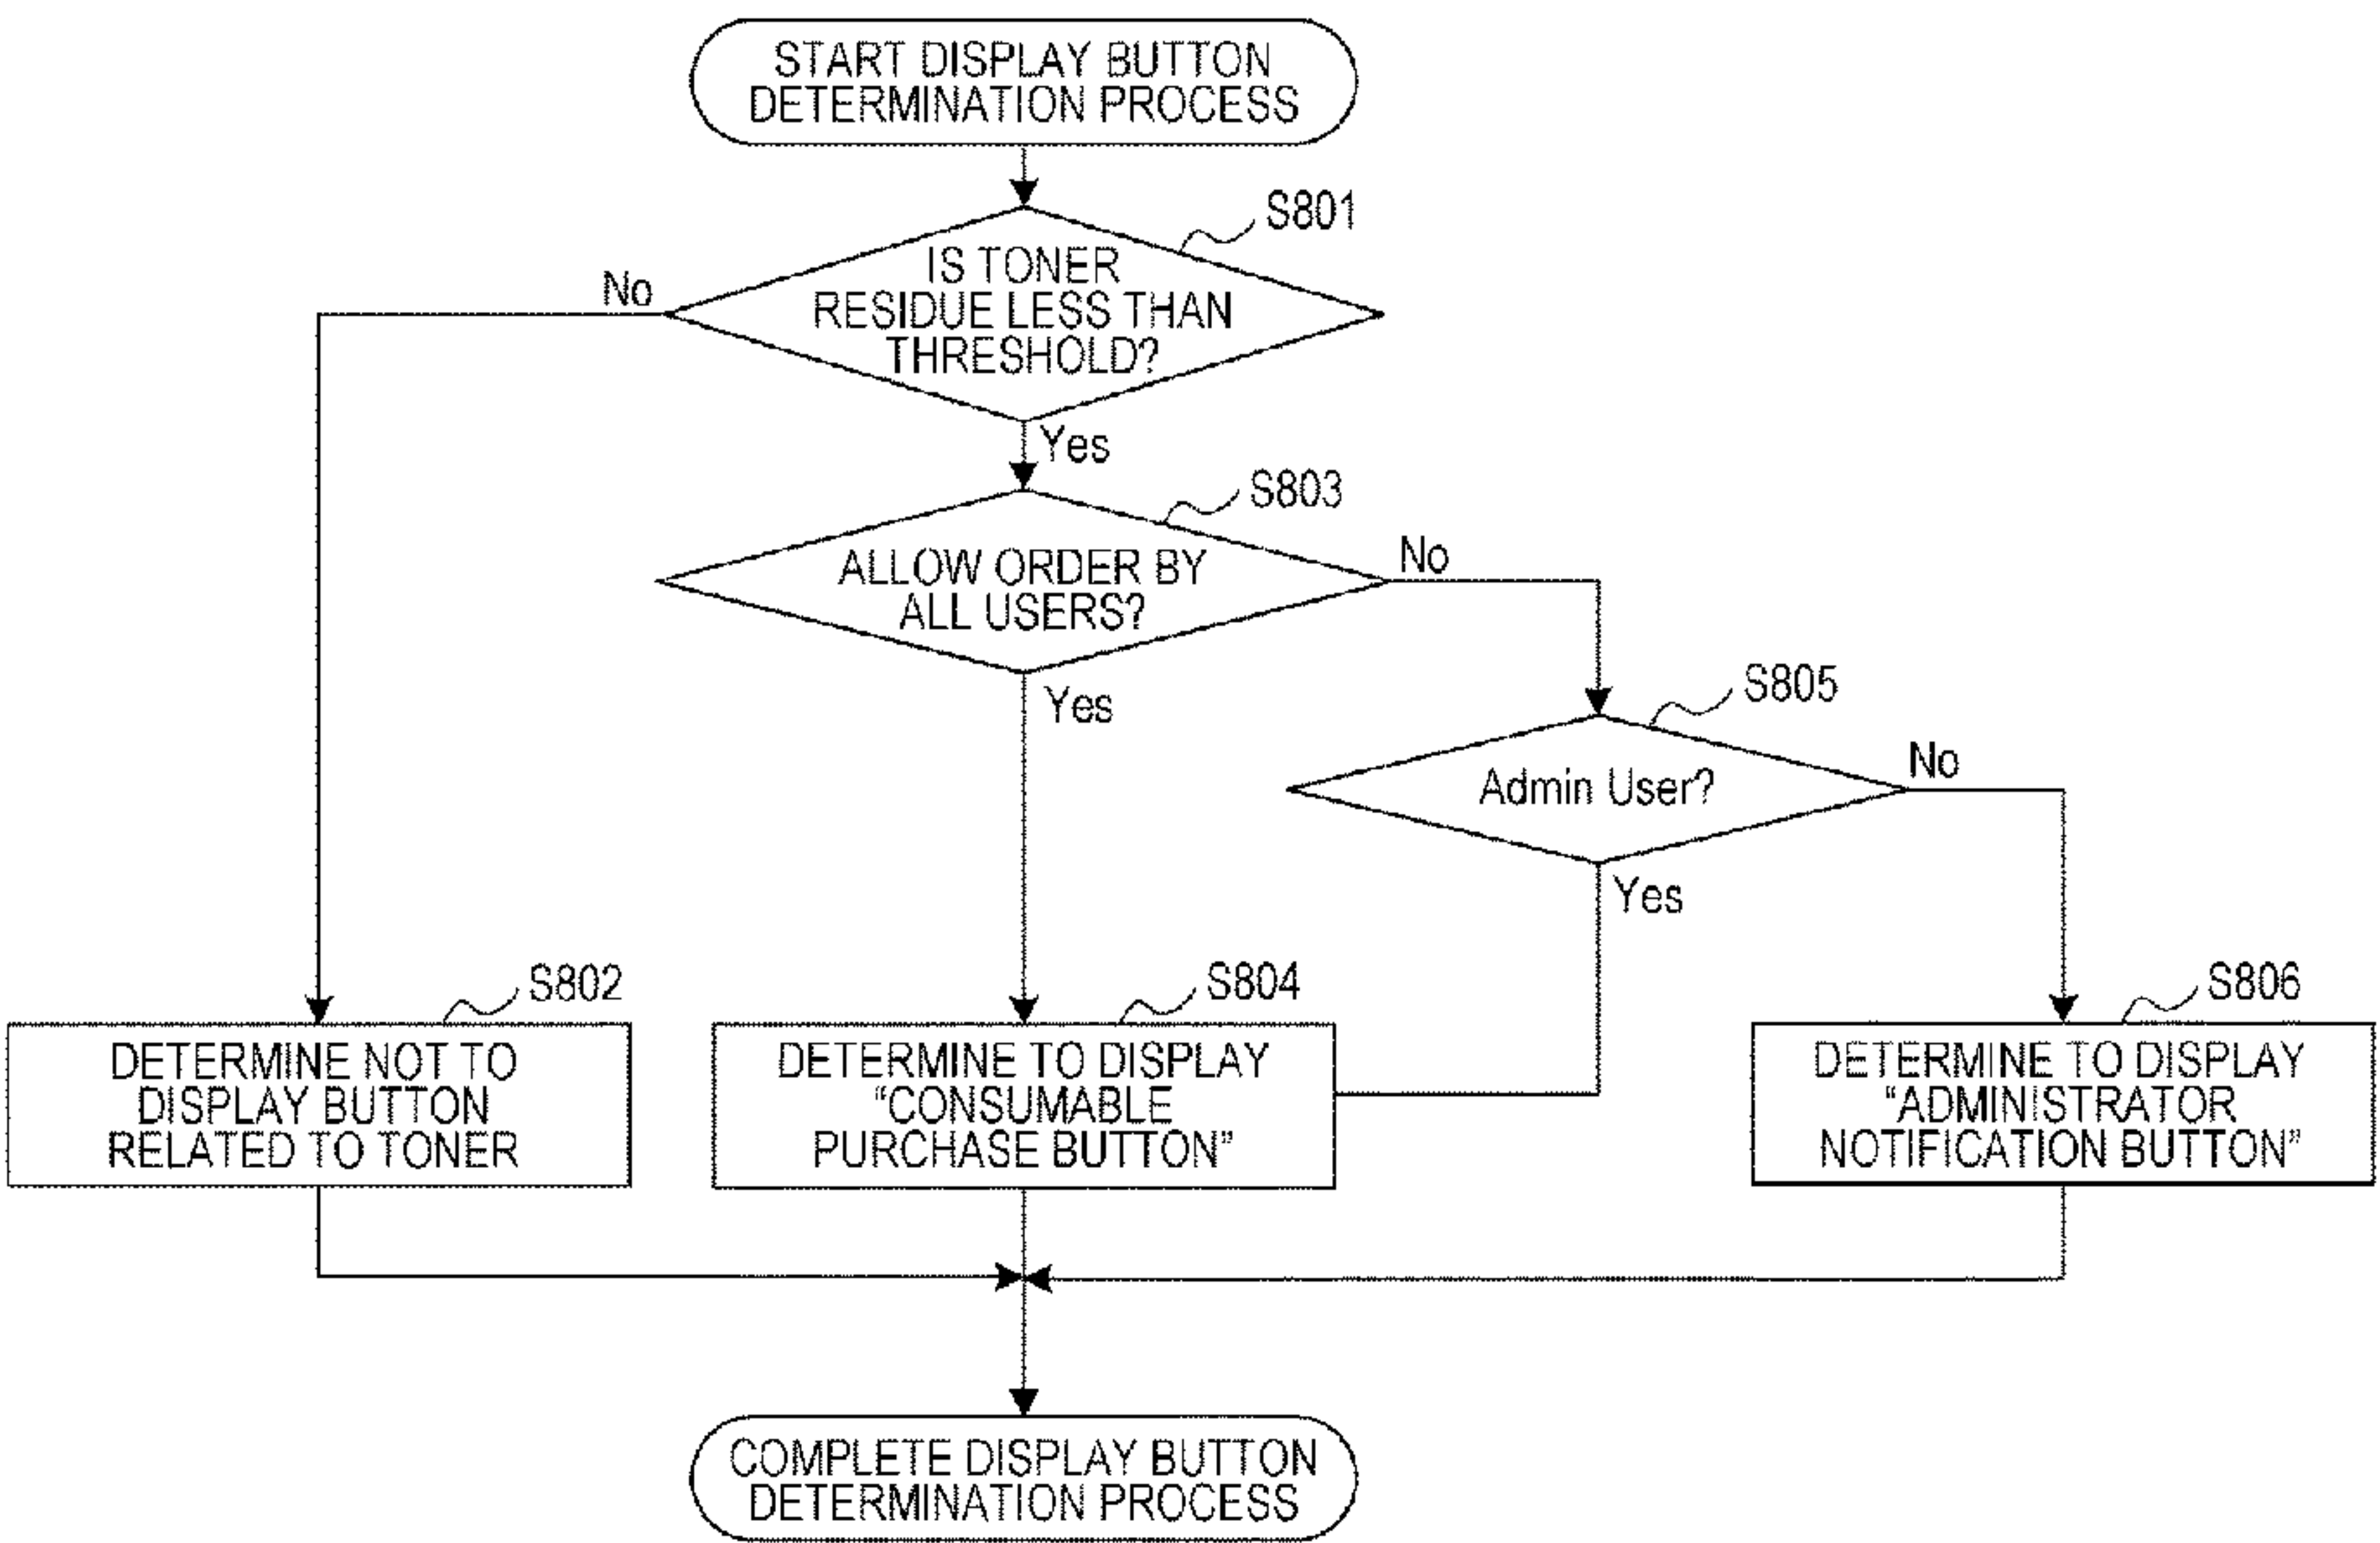 START DISPLAY BUTTON
DETERMINATION PROCESS
S801
IS TONER
RESIDUE LESS THAN
THRESHOLD?
No
Yes
S803
ALLOW ORDER BY
ALL USERS?
No
Yes
S805
Admin User?
No
Yes
S802
DETERMINE NOT TO
DISPLAY BUTTON
RELATED TO TONER
S804
DETERMINE TO DISPLAY
“CONSUMABLE
PURCHASE BUTTON”
S806
DETERMINE TO DISPLAY
“ADMINISTRATOR
NOTIFICATION BUTTON”
COMPLETE DISPLAY BUTTON
DETERMINATION PROCESS